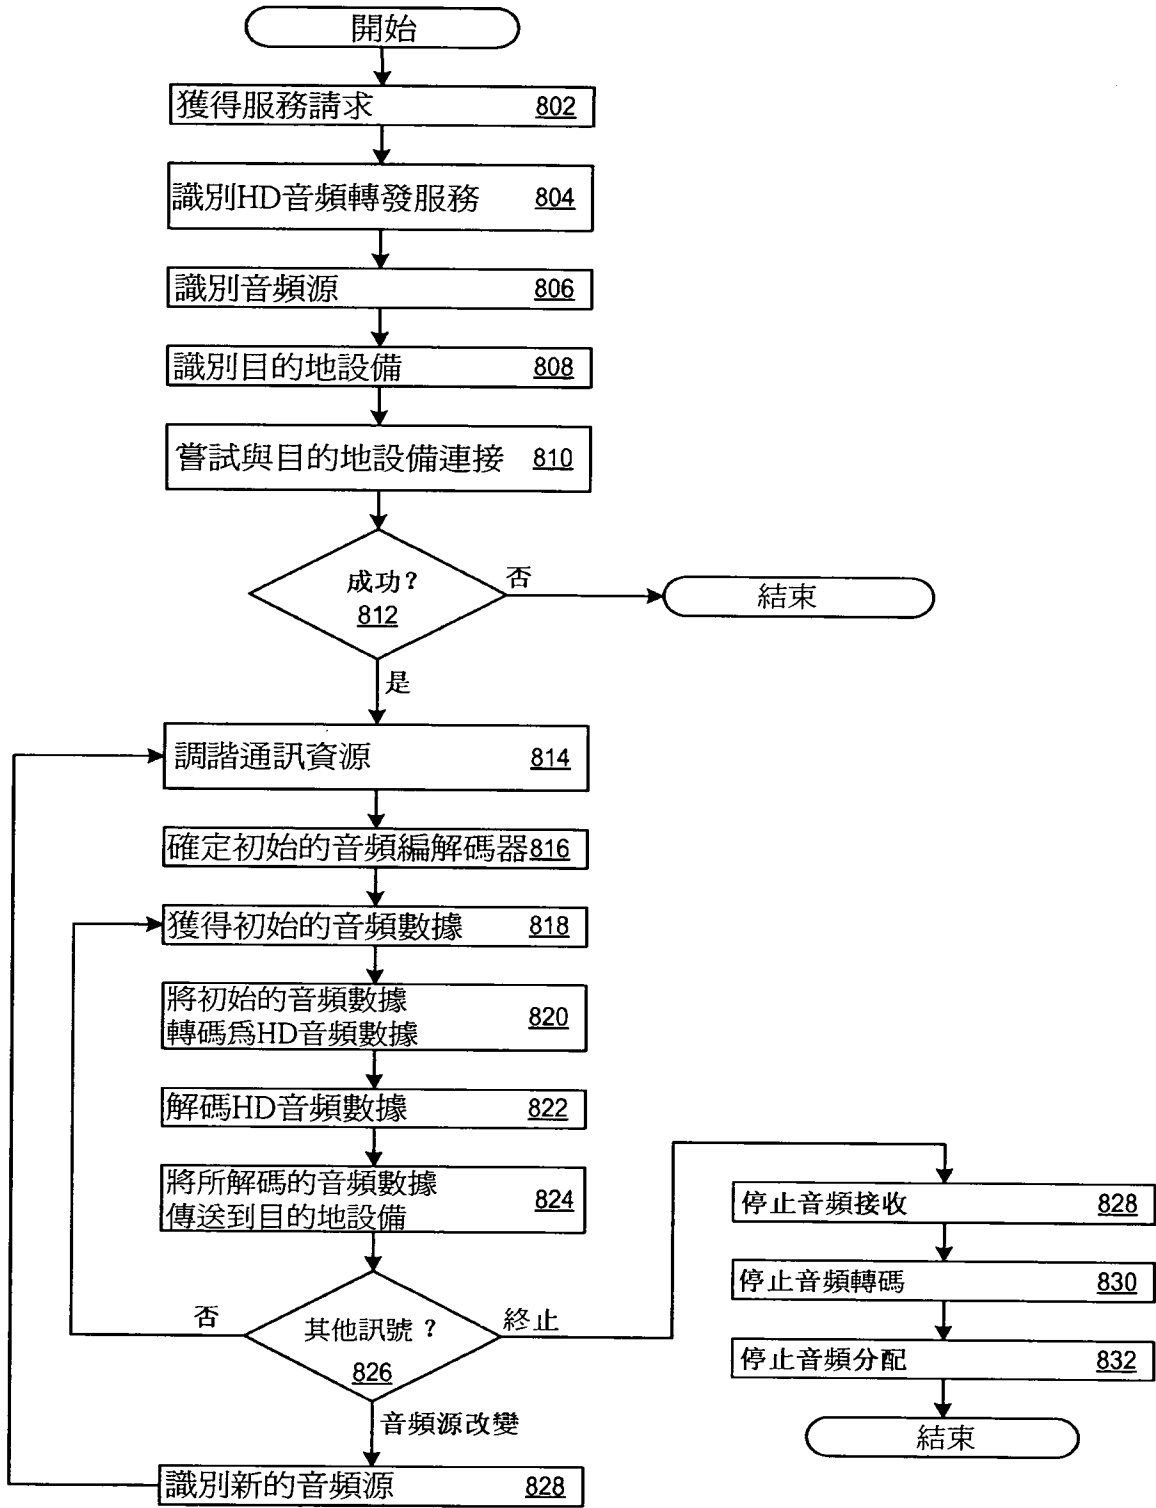 開始
獲得服務請求 802
識別HD音頻轉發服務 804
識別音頻源 806
識別目的地設備 808
嘗試與目的地設備連接 810
成功？
812
否
結束
是
調諧通訊資源 814
確定初始的音頻編解碼器816
獲得初始的音頻數據 818
將初始的音頻數據
轉碼爲HD音頻數據 820
解碼HD音頻數據 822
將所解碼的音頻數據
傳送到目的地設備 824
其他訊號？
826
否
終止
音頻源改變
識別新的音頻源 828
停止音頻接收 828
停止音頻轉碼 830
停止音頻分配 832
結束